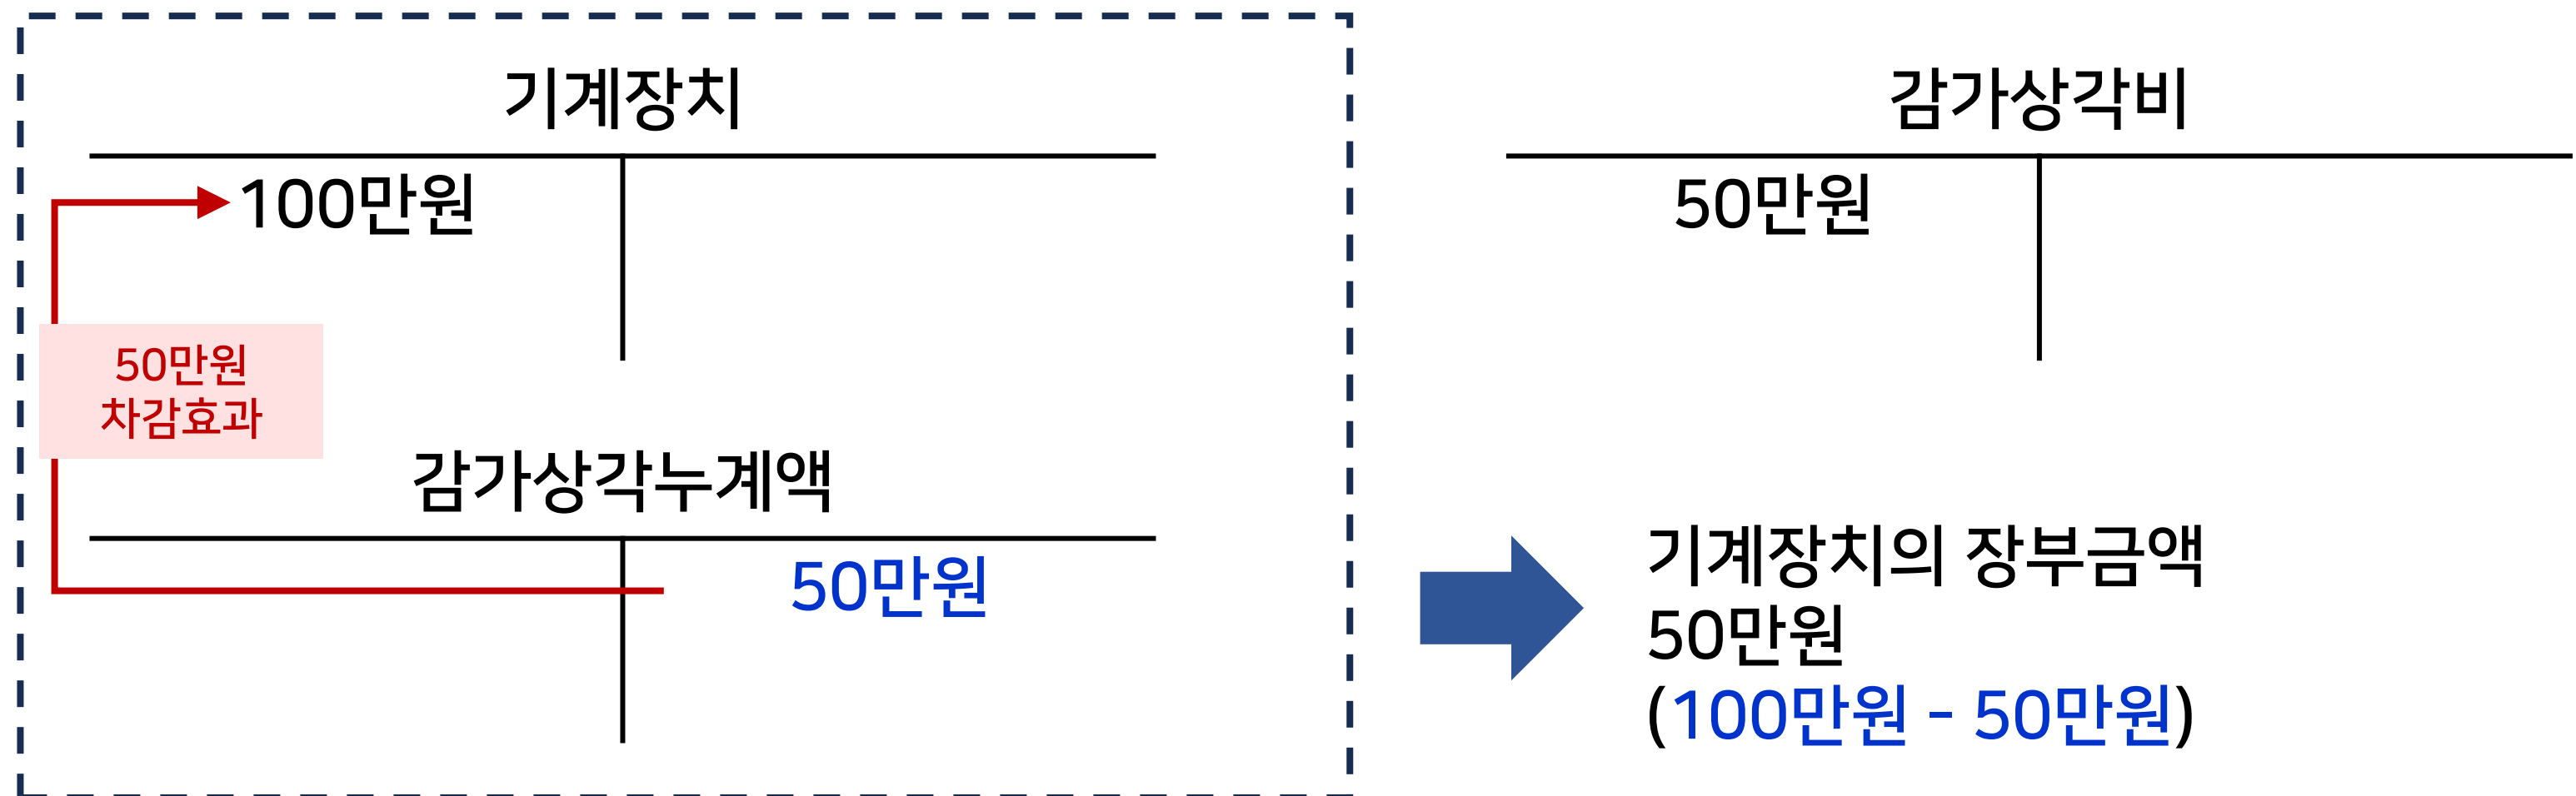 기계장치
100만원
50만원
차감효과
감가상각누계액
50만원
감가상각비
50만원
기계장치의 장부금액
50만원
(100만원 - 50만원)